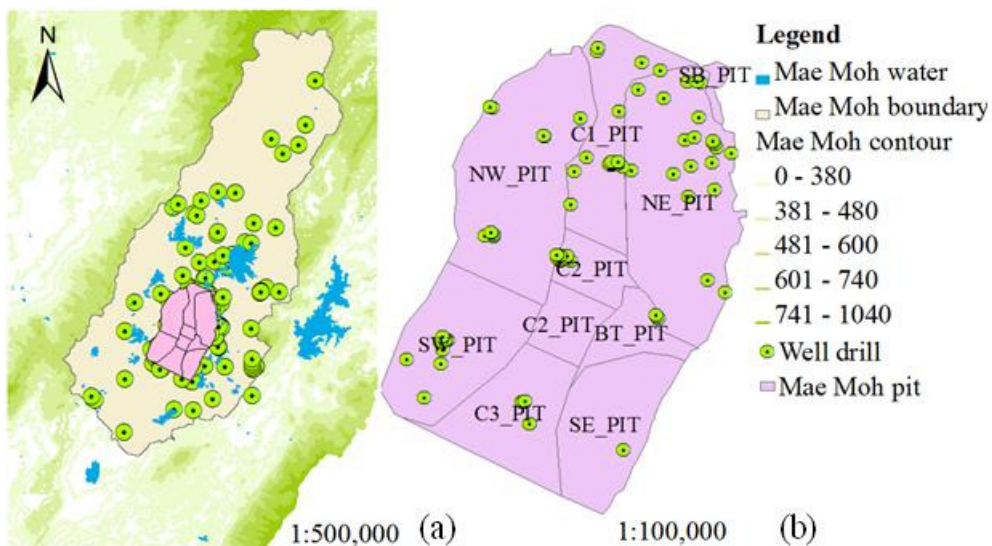 N
1:500,000
(a)
SB_PIT
C1_PIT
NW_PIT
NE_PIT
C2_PIT
C2_PIT
BT_PIT
SW_PIT
C3_PIT
SE_PIT
1:100,000
(b)
Legend
Mae Moh water
Mae Moh boundary
Mae Moh contour
0 - 380
381 - 480
481 - 600
601 - 740
741 - 1040
Well drill
Mae Moh pit